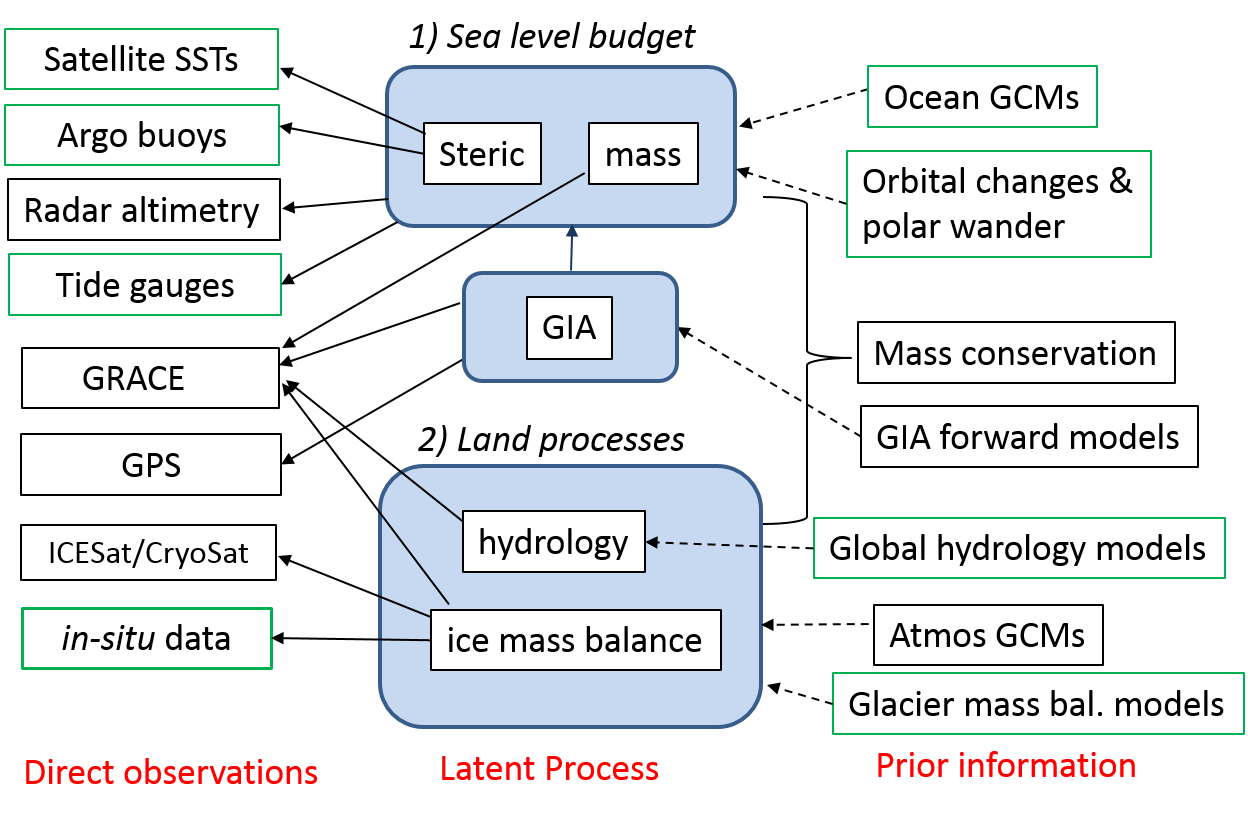 1) Sea level budget
Satellite SSTs
Argo buoys
Radar altimetry
Tide gauges
GRACE
GPS
ICESat/CryoSat
in-situ data
Direct observations
Steric
mass
GIA
2) Land processes
hydrology
ice mass balance
Latent Process
Ocean GCMs
Orbital changes &
polar wander
Mass conservation
GIA forward models
Global hydrology models
Atmos GCMs
Glacier mass bal. models
Prior information